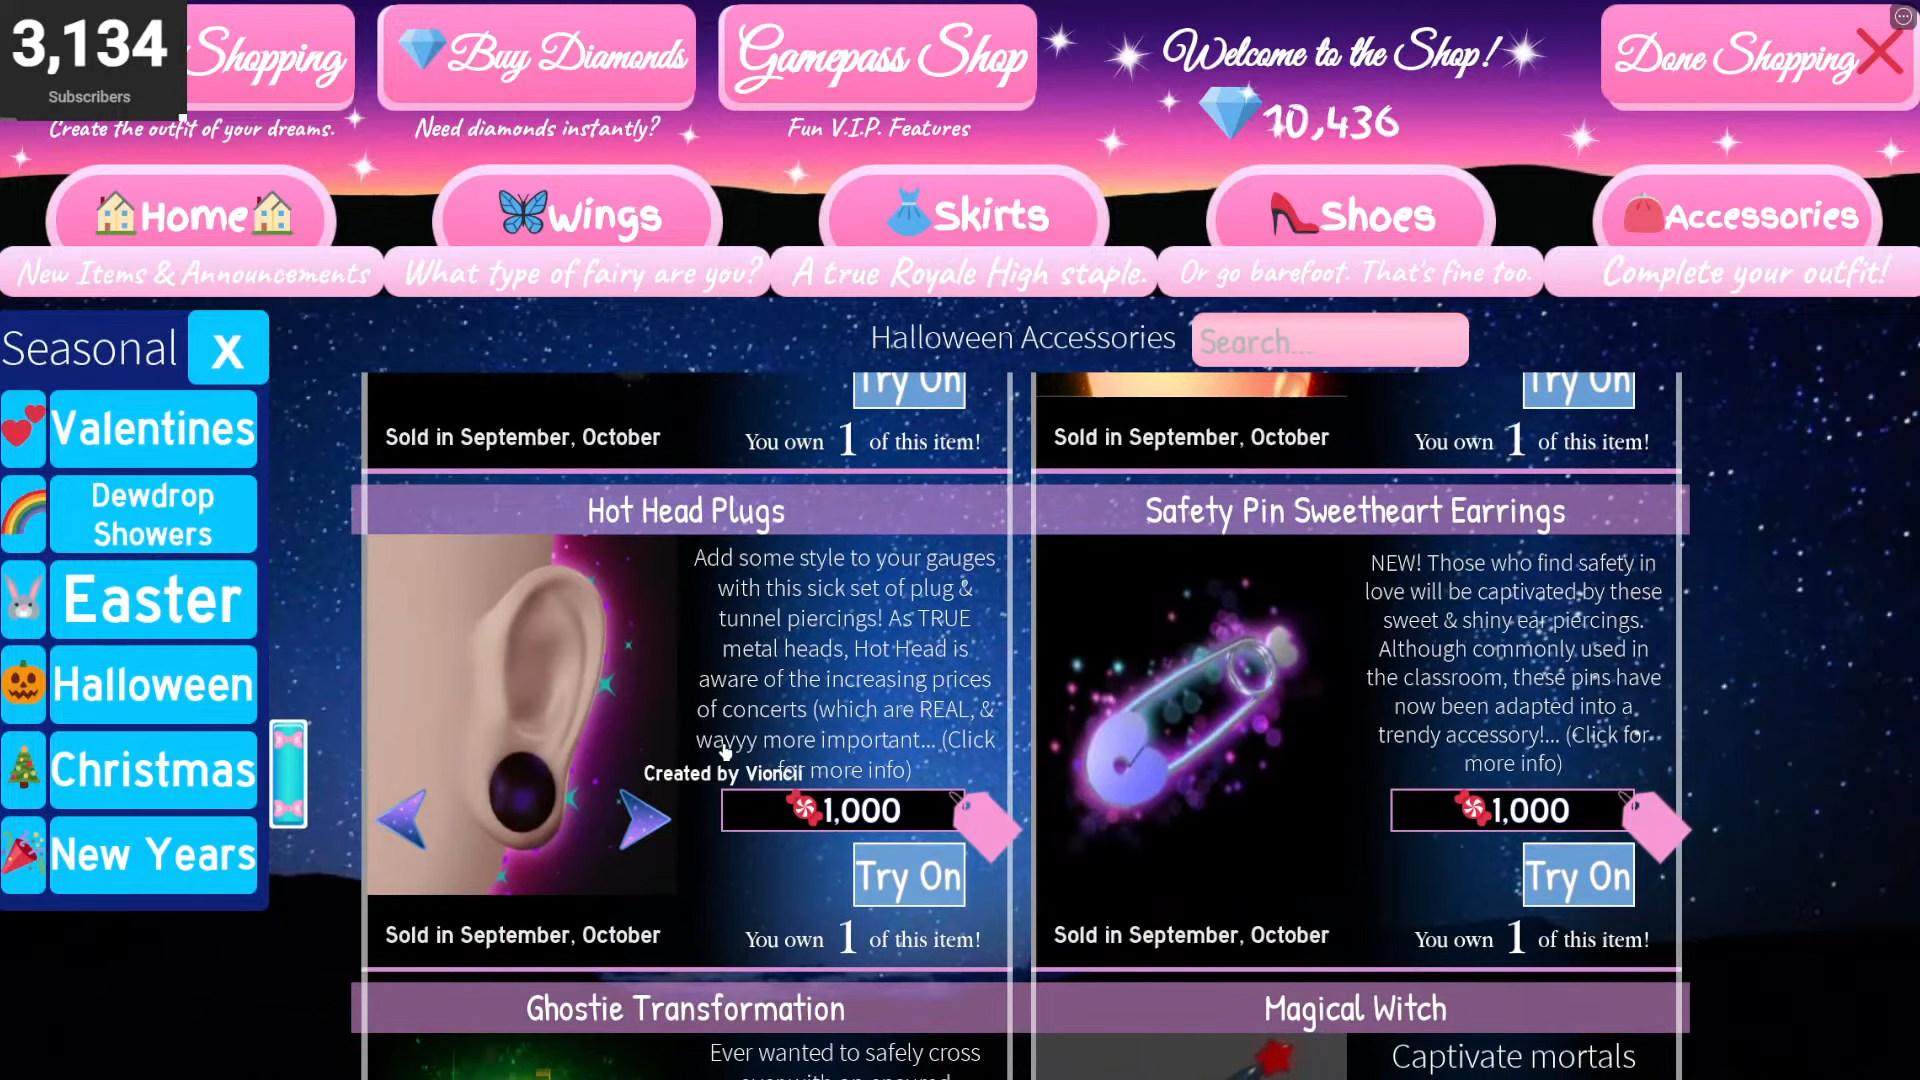 3,134
Subscribers
Shopping
Create the outfit of your dreams.
Buy Diamonds
Need diamonds instantly?
Gamepass Shop
Fun V.I.P. Features
Welcome to the Shop!
10,436
Done Shopping
Home
Wings
Skirts
Shoes
Accessories
New Items & Announcements
What type of fairy are you?
A true Royale High staple.
Or go barefoot. That's fine too.
Complete your outfit!
Seasonal
X
Valentines
Dewdrop
Showers
Easter
Halloween
Christmas
New Years
Halloween Accessories
Search...
Try On
Sold in September, October
You own 1 of this item!
Try On
Sold in September, October
You own 1 of this item!
Hot Head Plugs
Add some style to your gauges
with this sick set of plug &
tunnel piercings! As TRUE
metal heads, Hot Head is
aware of the increasing prices
of concerts (which are REAL, &
wayyy more important... (Click
for more info)
Created by Vioncii
1,000
Try On
Sold in September, October
You own 1 of this item!
Safety Pin Sweetheart Earrings
NEW! Those who find safety in
love will be captivated by these
sweet & shiny ear piercings.
Although commonly used in
the classroom, these pins have
now been adapted into a
trendy accessory!... (Click for
more info)
1,000
Try On
Sold in September, October
You own 1 of this item!
Ghostie Transformation
Ever wanted to safely cross
Magical Witch
Captivate mortals